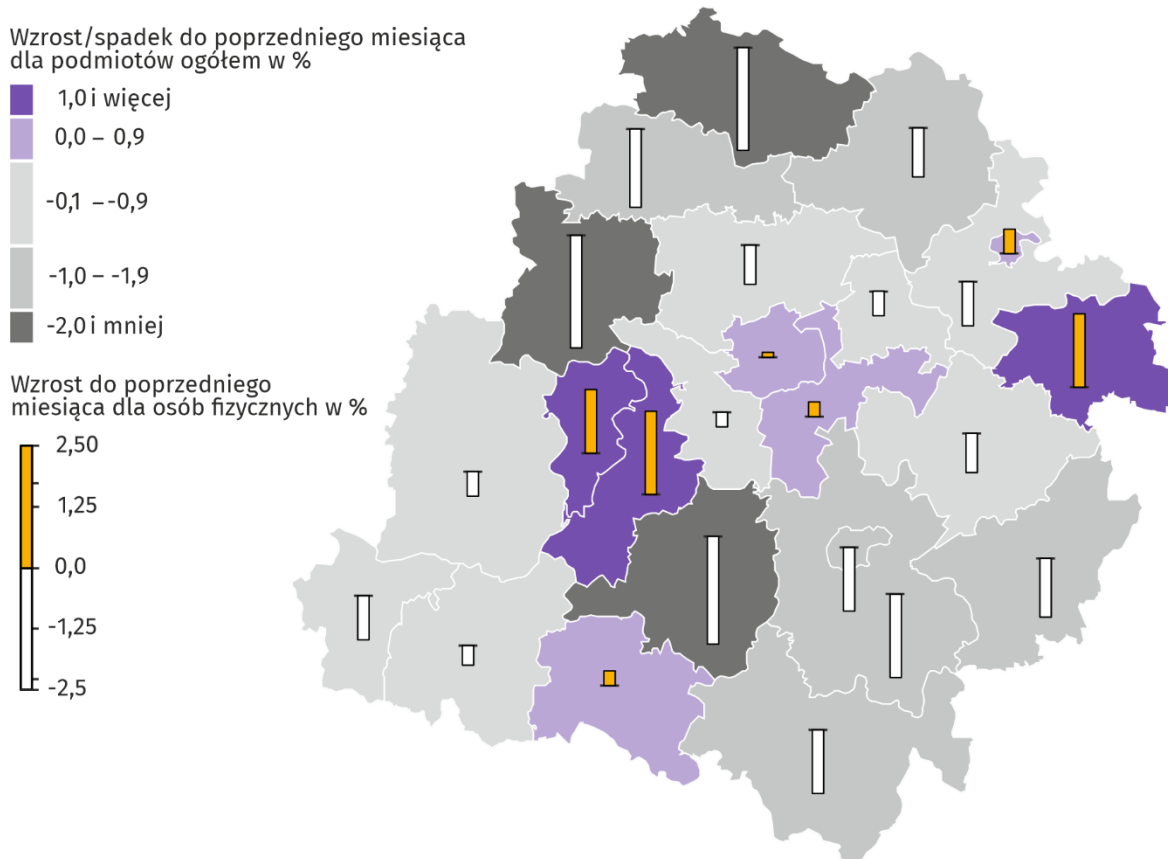 Wzrost/spadek do poprzedniego miesiąca
dla podmiotów ogółem w %
1,0 i więcej
0,0 – 0,9
-0,1 – -0,9
-1,0 – -1,9
-2,0 i mniej
Wzrost do poprzedniego
miesiąca dla osób fizycznych w %
2,50
1,25
0,0
-1,25
-2,5